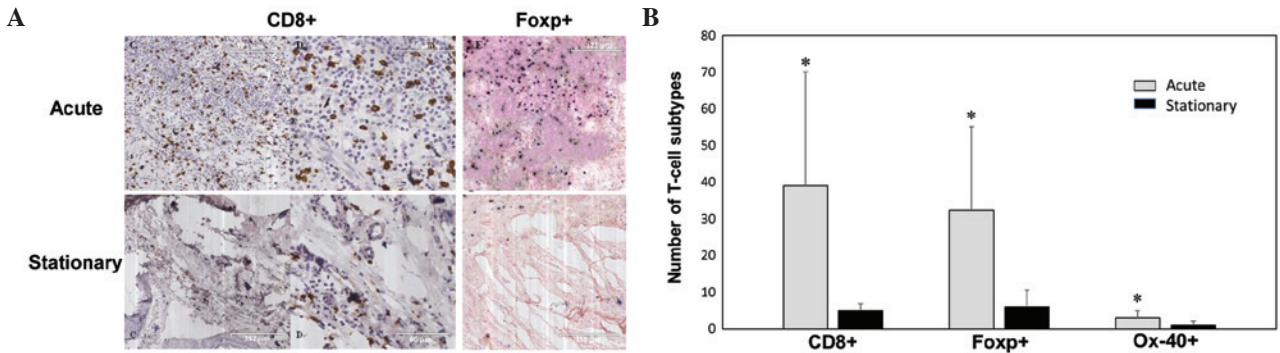 A
CD8+
Foxp+
Acute
Stationary
C
D
E
C
D
B
Number of T-cell subtypes
80
70
60
50
40
30
20
10
0
*
*
*
Acute
Stationary
CD8+
Foxp+
Ox-40+